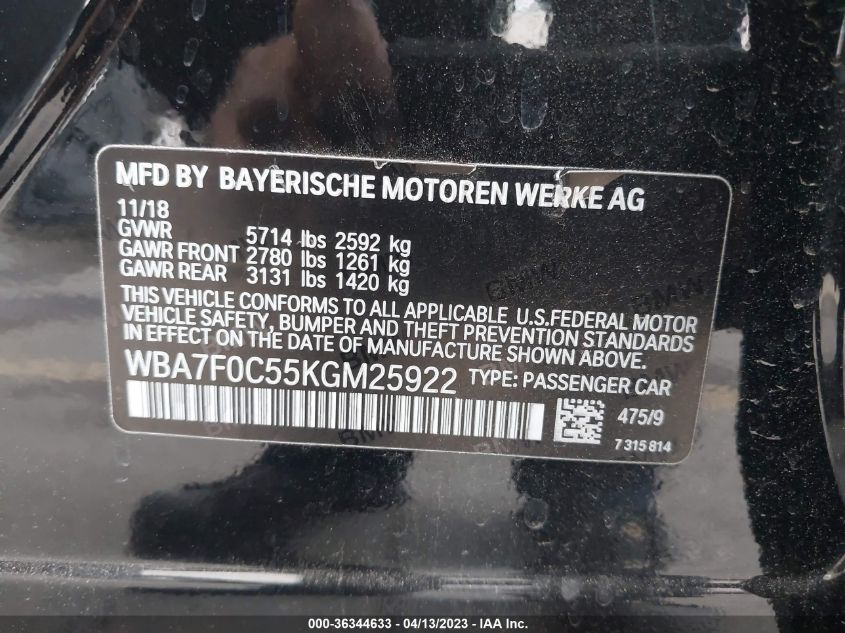 MFD BY BAYERISCHE MOTOREN WERKE AG
11/18
GVWR 5714 lbs 2592 kg
GAWR FRONT 2780 lbs 1261 kg
GAWR REAR 3131 lbs 1420 kg
THIS VEHICLE CONFORMS TO ALL APPLICABLE U.S.FEDERAL MOTOR
VEHICLE SAFETY, BUMPER AND THEFT PREVENTION STANDARDS
IN EFFECT ON THE DATE OF MANUFACTURE SHOWN ABOVE.
WBA7F0C55KGM25922 TYPE: PASSENGER CAR
475/9
7 315 814
000-36344633 - 04/13/2023 - IAA Inc.